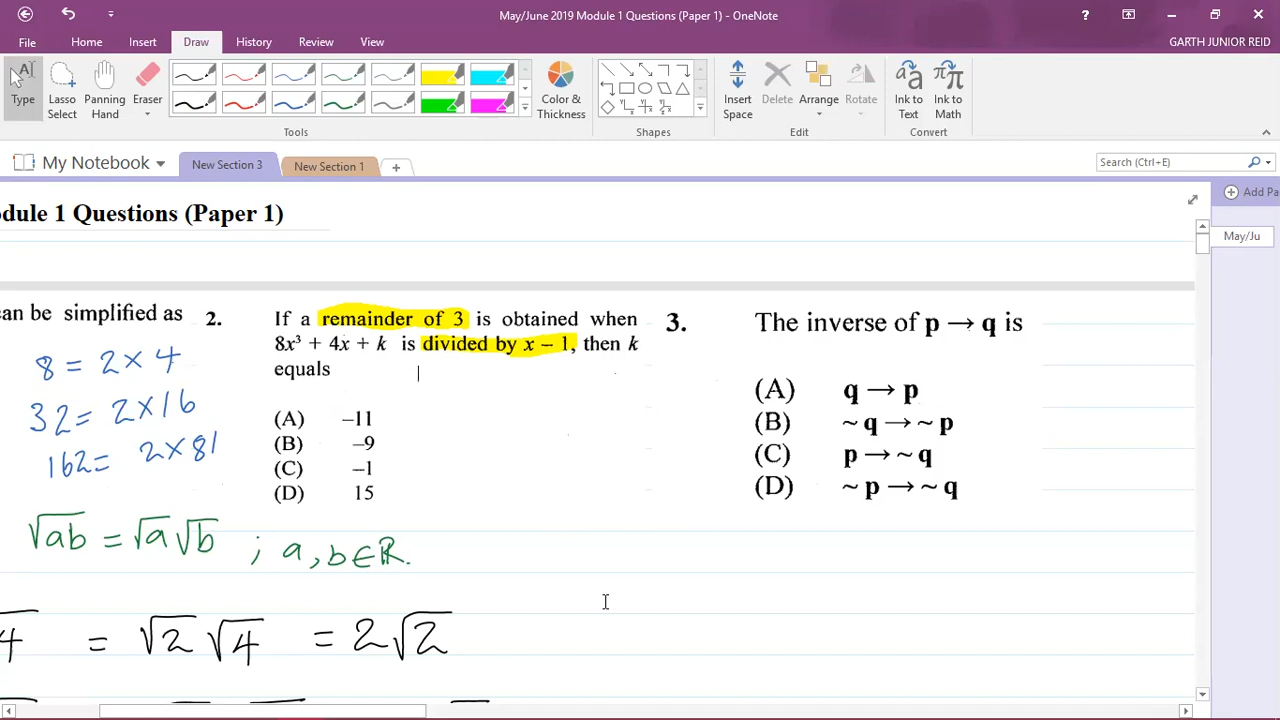 May/June 2019 Module 1 Questions (Paper 1) - OneNote
GARTH JUNIOR REID
File Home Insert Draw History Review View
Type
Lasso Select
Panning Hand
Eraser
Color & Thickness
Insert Space
Delete
Arrange
Rotate
Ink to Text
Ink to Math
Tools
Shapes
Edit
Convert
My Notebook
New Section 3
New Section 1
Search (Ctrl+E)
Add Pa
May/Ju
dule 1 Questions (Paper 1)
can be simplified as
8 = 2 × 4
32 = 2 × 16
162 = 2 × 81
2. If a remainder of 3 is obtained when
8x³ + 4x + k is divided by x – 1, then k
equals
(A) –11
(B) –9
(C) –1
(D) 15
3. The inverse of p → q is
(A) q → p
(B) ~ q → ~ p
(C) p → ~ q
(D) ~ p → ~ q
√ab = √a √b ; a, b ∈ ℝ.
4 = √2 √4 = 2√2